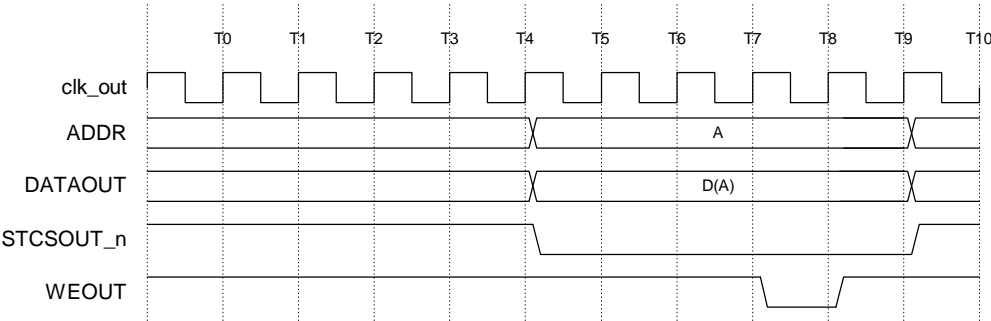 T0 T1 T2 T3 T4 T5 T6 T7 T8 T9 T10
clk_out
ADDR A
DATAOUT D(A)
STCSOUT_n
WEOUT